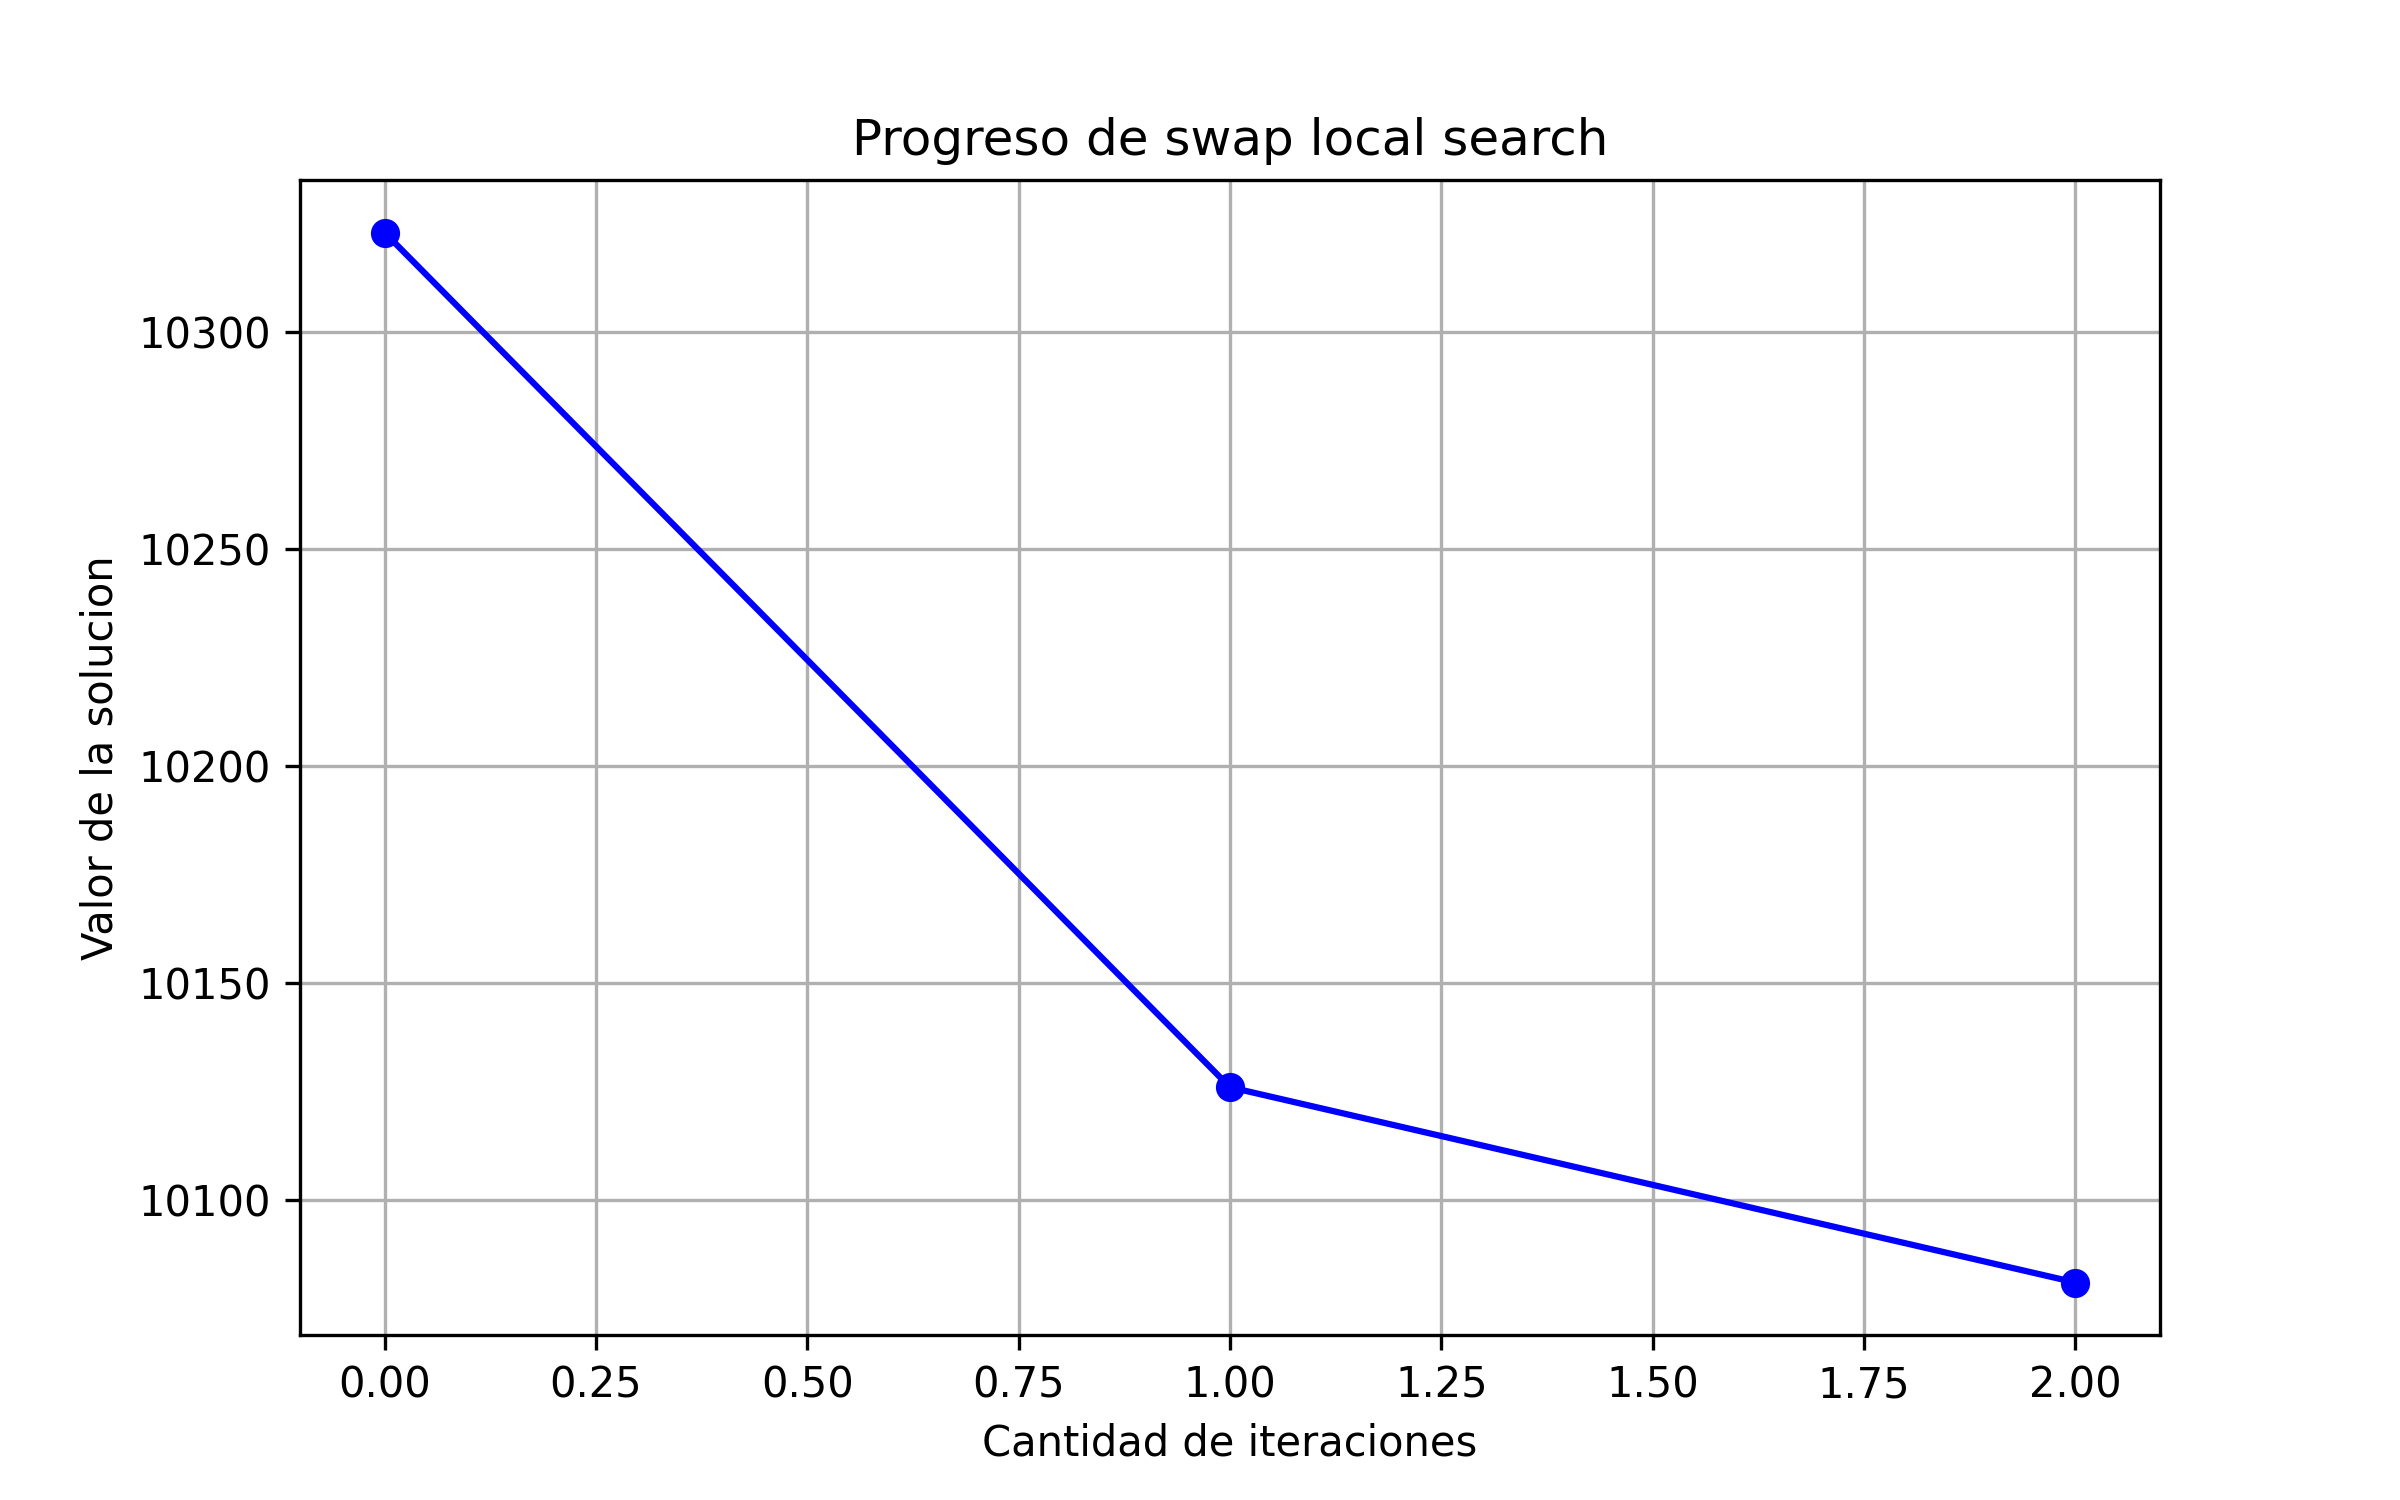 Progreso de swap local search
Valor de la solucion
10300
10250
10200
10150
10100
0.00 0.25 0.50 0.75 1.00 1.25 1.50 1.75 2.00
Cantidad de iteraciones